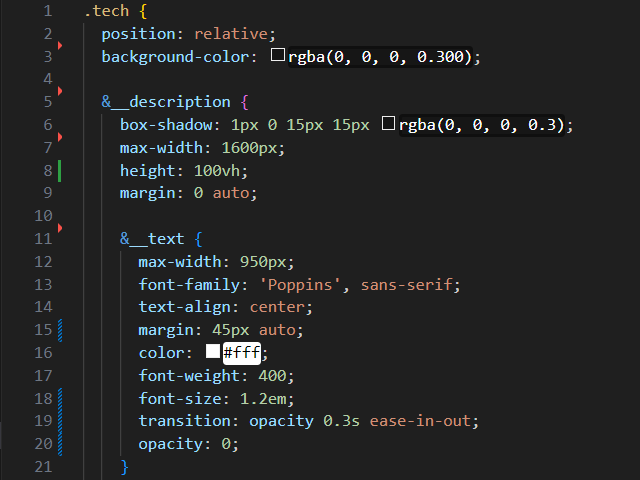 1 .tech {
2 position: relative;
3 background-color: rgba(0, 0, 0, 0.300);
4
5 &__description {
6 box-shadow: 1px 0 15px 15px rgba(0, 0, 0, 0.3);
7 max-width: 1600px;
8 height: 100vh;
9 margin: 0 auto;
10
11 &__text {
12 max-width: 950px;
13 font-family: 'Poppins', sans-serif;
14 text-align: center;
15 margin: 45px auto;
16 color: #fff;
17 font-weight: 400;
18 font-size: 1.2em;
19 transition: opacity 0.3s ease-in-out;
20 opacity: 0;
21 }